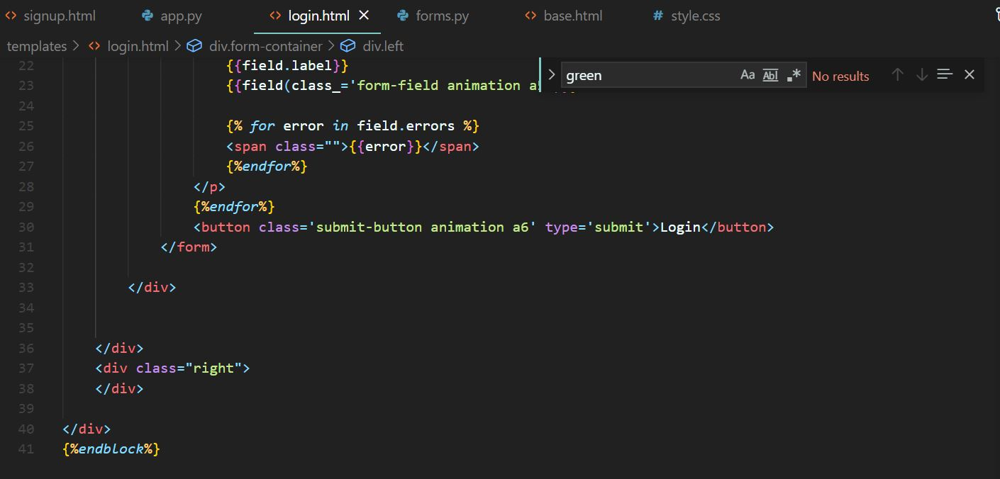 signup.html app.py login.html forms.py base.html style.css
templates > login.html > div.form-container > div.left
green Aa Abl .* No results
22 {{field.label}}
23 {{field(class_='form-field animation
24
25 {% for error in field.errors %}
26 <span class="">{{error}}</span>
27 {%endfor%}
28 </p>
29 {%endfor%}
30 <button class='submit-button animation a6' type='submit'>Login</button>
31 </form>
32
33 </div>
34
35
36 </div>
37 <div class="right">
38 </div>
39
40 </div>
41 {%endblock%}